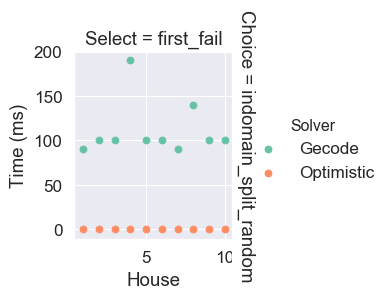 Select = first_fail
Choice = indomain_split_random
Time (ms)
200
150
100
50
0
5
10
House
Solver
Gecode
Optimistic